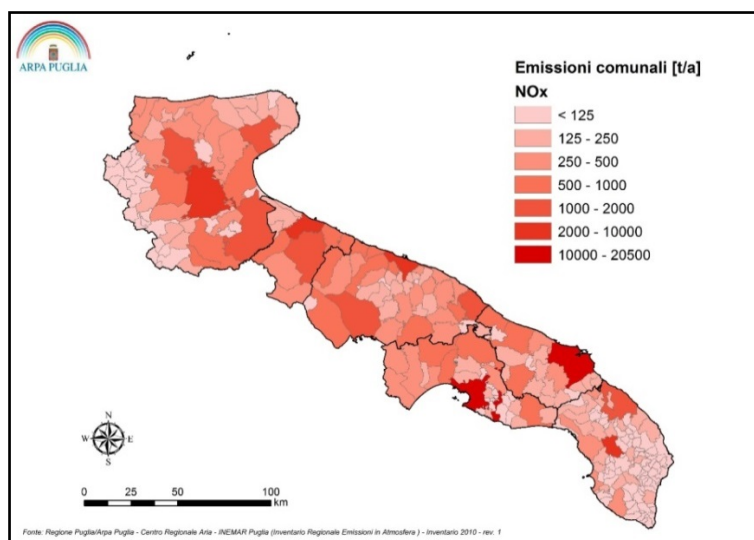 ARPA PUGLIA
Emissioni comunali [t/a]
NOx
< 125
125 - 250
250 - 500
500 - 1000
1000 - 2000
2000 - 10000
10000 - 20500
N
W E
S
0 25 50 100
km
Fonte: Regione Puglia/Arpa Puglia - Centro Regionale Aria - INEMAR Puglia (Inventario Regionale Emissioni in Atmosfera ) - Inventario 2010 - rev. 1